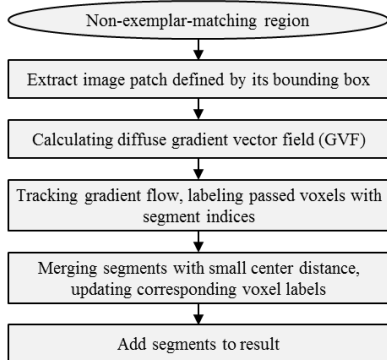 Non-exemplar-matching region
Extract image patch defined by its bounding box
Calculating diffuse gradient vector field (GVF)
Tracking gradient flow, labeling passed voxels with
segment indices
Merging segments with small center distance,
updating corresponding voxel labels
Add segments to result